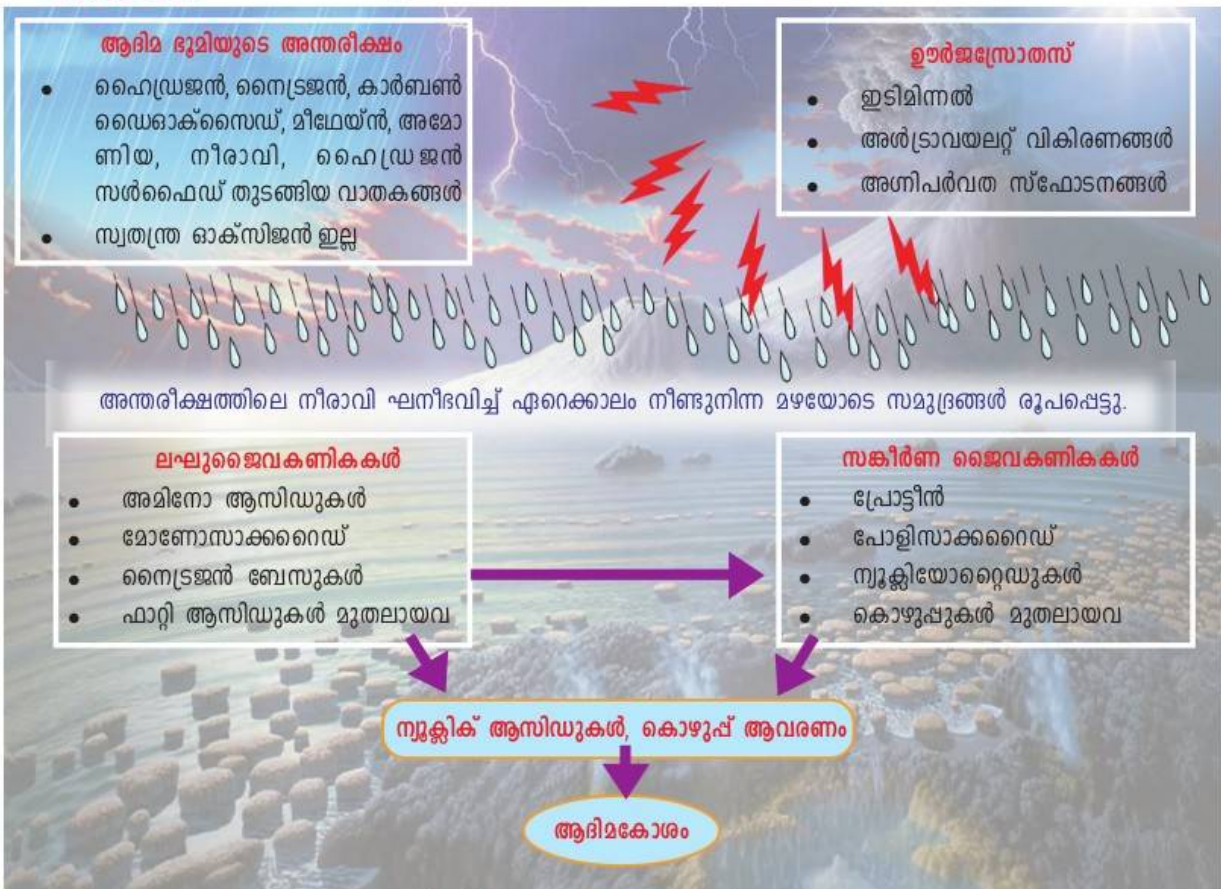 ആദിമ ഭൂമിയുടെ അന്തരീക്ഷം
• ഹൈഡ്രജൻ, നൈട്രജൻ, കാർബൺ
ഡൈഓക്സൈഡ്, മീഥേയ്ൻ, അമോ
ണിയ, നീരാവി, ഹൈഡ്രജൻ
സൾഫൈഡ് തുടങ്ങിയ വാതകങ്ങൾ
• സ്വതന്ത്ര ഓക്സിജൻ ഇല്ല
ഊർജസ്രോതസ്
• ഇടിമിന്നൽ
• അൾട്രാവയലറ്റ് വികിരണങ്ങൾ
• അഗ്നിപർവത സ്ഫോടനങ്ങൾ
അന്തരീക്ഷത്തിലെ നീരാവി ഘനീഭവിച്ച് ഏറെക്കാലം നീണ്ടുനിന്ന മഴയോടെ സമുദ്രങ്ങൾ രൂപപ്പെട്ടു.
ലഘുജൈവകണികകൾ
• അമിനോ ആസിഡുകൾ
• മോണോസാക്കറൈഡ്
• നൈട്രജൻ ബേസുകൾ
• ഫാറ്റി ആസിഡുകൾ മുതലായവ
സങ്കീർണ ജൈവകണികകൾ
• പ്രോട്ടീൻ
• പോളിസാക്കറൈഡ്
• ന്യൂക്ലിയോറ്റൈഡുകൾ
• കൊഴുപ്പുകൾ മുതലായവ
ന്യൂക്ലിക് ആസിഡുകൾ, കൊഴുപ്പ് ആവരണം
ആദിമകോശം